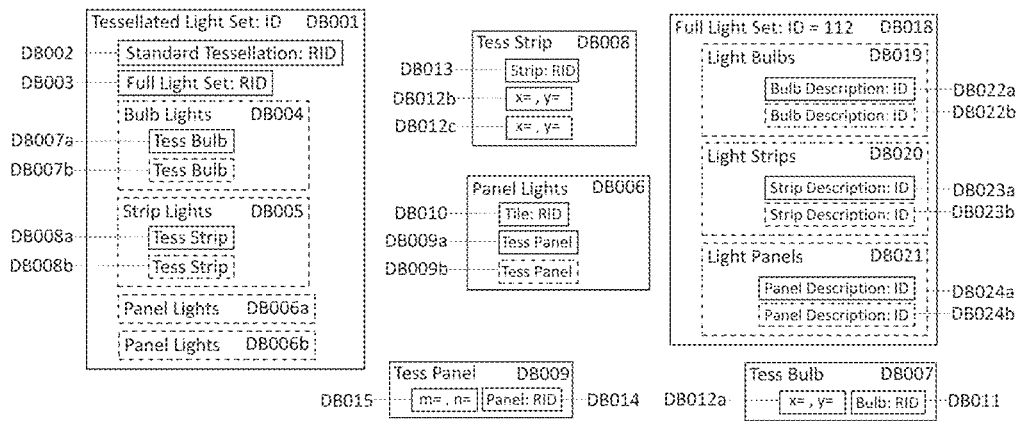 Tessellated Light Set: ID DB001
DB002 Standard Tessellation: RID
DB003 Full Light Set: RID
Bulb Lights DB004
DB007a Tess Bulb
DB007b Tess Bulb
Strip Lights DB005
DB008a Tess Strip
DB008b Tess Strip
Panel Lights DB006a
Panel Lights DB006b
Tess Strip DB008
DB013 Strip: RID
DB012b x= , y=
DB012c x= , y=
Panel Lights DB006
DB010 Tile: RID
DB009a Tess Panel
DB009b Tess Panel
Full Light Set: ID = 112 DB018
Light Bulbs DB019
Bulb Description: ID DB022a
Bulb Description: ID DB022b
Light Strips DB020
Strip Description: ID DB023a
Strip Description: ID DB023b
Light Panels DB021
Panel Description: ID DB024a
Panel Description: ID DB024b
Tess Panel DB009
DB015 m= , n= Panel: RID DB014
Tess Bulb DB007
DB012a x= , y= Bulb: RID DB011